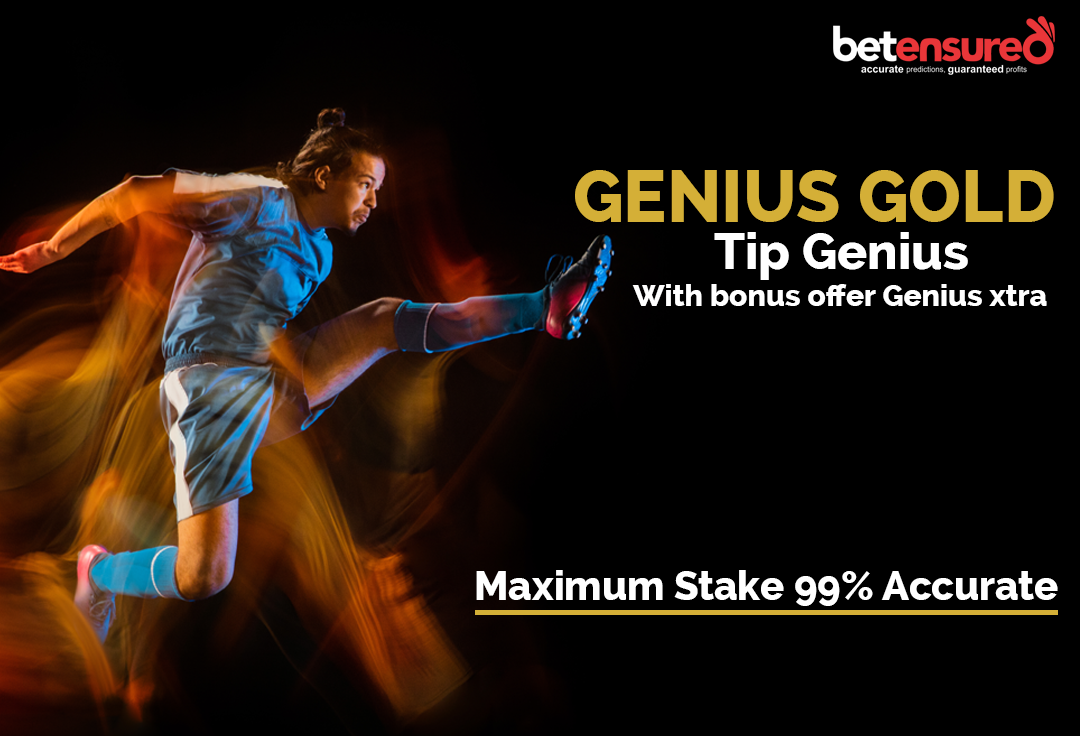 betensured
accurate predictions, guaranteed profits
GENIUS GOLD
Tip Genius
With bonus offer Genius xtra
Maximum Stake 99% Accurate